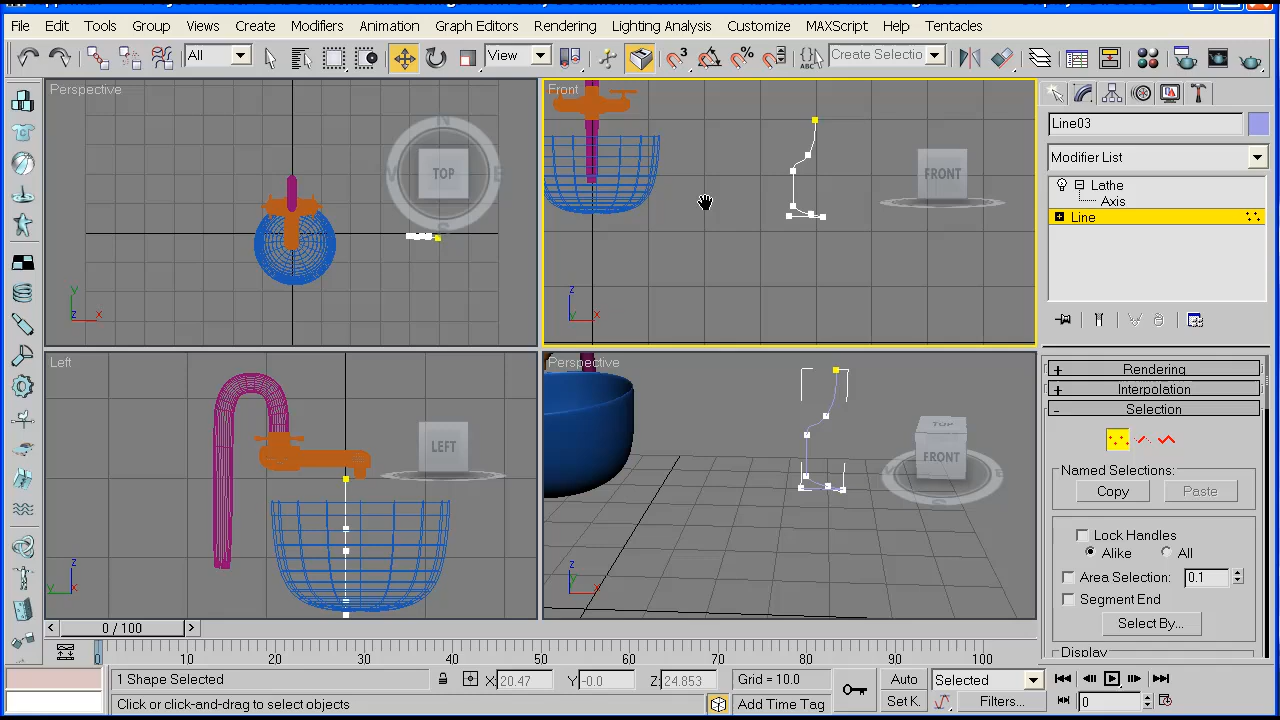 File Edit Tools Group Views Create Modifiers Animation Graph Editors Rendering Lighting Analysis Customize MAXScript Help Tentacles
All View 3 Create Selectio
Perspective
TOP
N
Front
FRONT
Line03
Modifier List
Lathe
Axis
Line
Z Y X
z x
Left
LEFT
z y x
Perspective
TOP
FRONT
z x
Rendering
Interpolation
Selection
Named Selections:
Copy Paste
Lock Handles
Alike All
Area Selection: 0.1
Segment End
Select By...
Display
0 / 100
0 10 20 30 40 50 60 70 80 90 100
1 Shape Selected X: 20.47 Y: -0.0 Z: 24.853 Grid = 10.0 Auto Selected
Click or click-and-drag to select objects Add Time Tag Set K. Filters... 0